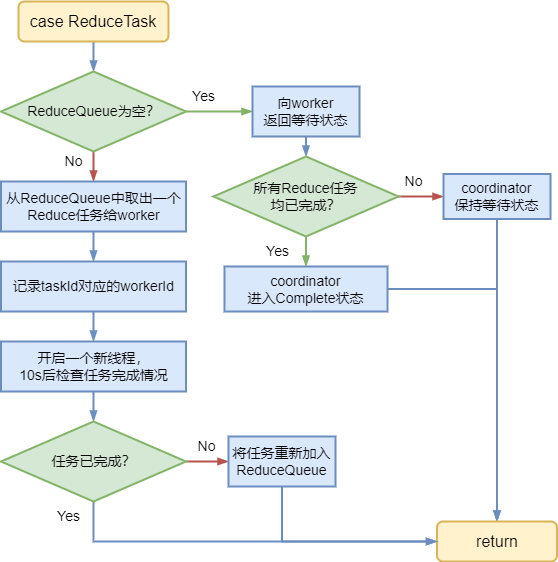 case ReduceTask
ReduceQueue为空?
Yes
向worker
返回等待状态
No
从ReduceQueue中取出一个
Reduce任务给worker
所有Reduce任务
均已完成?
No
coordinator
保持等待状态
Yes
记录taskId对应的workerId
coordinator
进入Complete状态
开启一个新线程,
10s后检查任务完成情况
任务已完成?
No
将任务重新加入
ReduceQueue
Yes
return